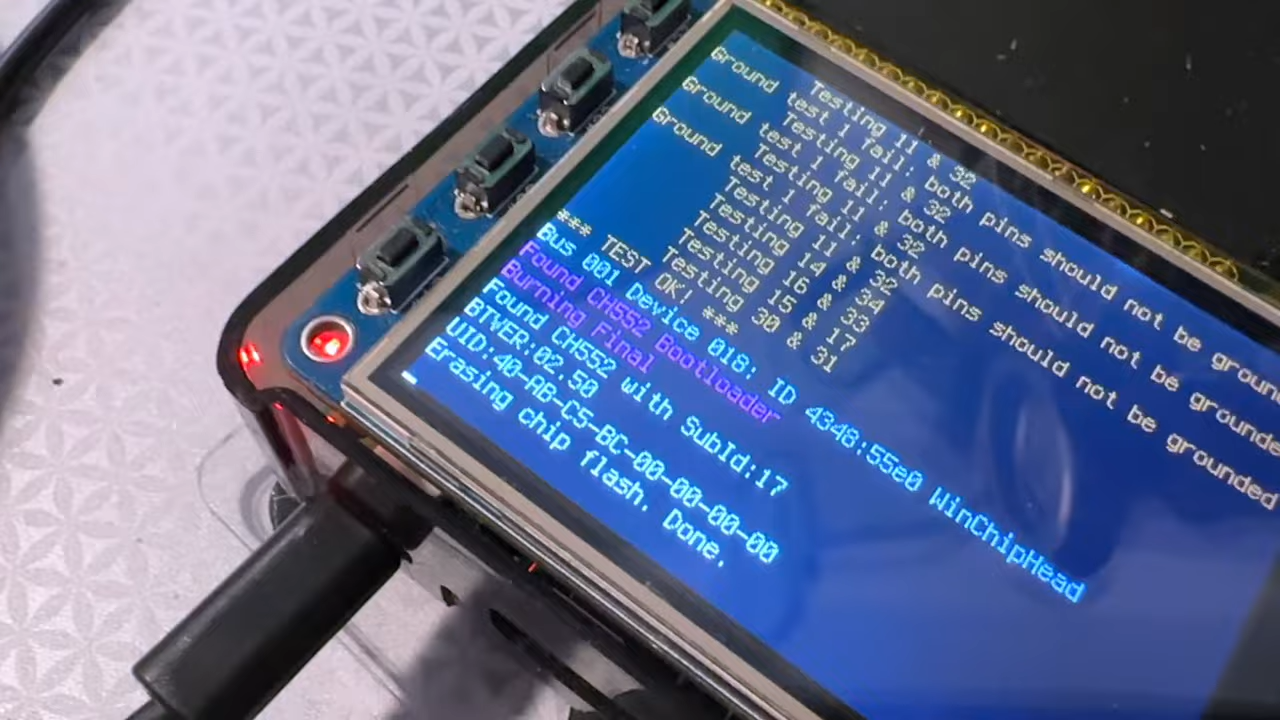 Testing 11 & 32
Ground test 1 fail: both pins should not be groun
Testing 11 & 32
Ground test 1 fail: both pins should not be grounde
Testing 11 & 32
Ground test 1 fail: both pins should not be grounded
Testing 11 & 32
Testing 14 & 34
Testing 16 & 33
Testing 15 & 17
Testing 30 & 31
*** TEST OK! ***
Bus 001 Device 018: ID 4348:55e0 WinChipHead
Found CH552 Bootloader
Burning Final
Found CH552 with SubId:17
BTVER:02.50
UID:40-AB-C5-BC-00-00-00-00
Erasing chip flash. Done.